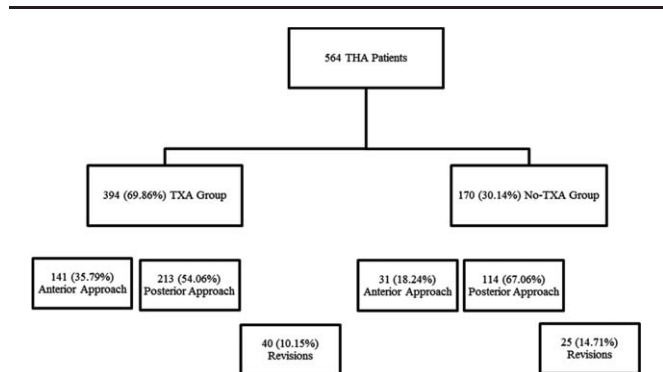 564 THA Patients
394 (69.86%) TXA Group
170 (30.14%) No-TXA Group
141 (35.79%)
Anterior Approach
213 (54.06%)
Posterior Approach
31 (18.24%)
Anterior Approach
114 (67.06%)
Posterior Approach
40 (10.15%)
Revisions
25 (14.71%)
Revisions